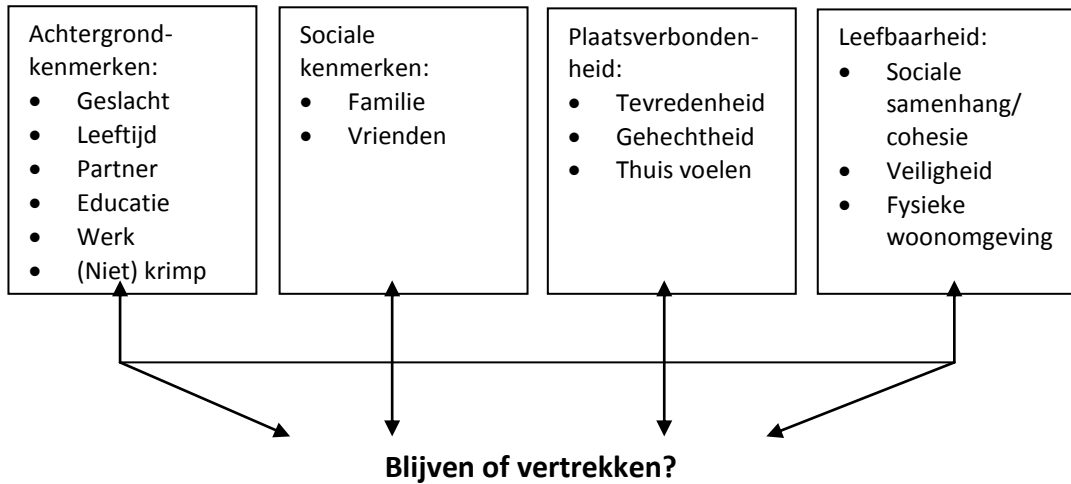 Achtergrond-
kenmerken:
• Geslacht
• Leeftijd
• Partner
• Educatie
• Werk
• (Niet) krimp
Sociale
kenmerken:
• Familie
• Vrienden
Plaatsverbonden-
heid:
• Tevredenheid
• Gehechtheid
• Thuis voelen
Leefbaarheid:
• Sociale
samenhang/
cohesie
• Veiligheid
• Fysieke
woonomgeving
Blijven of vertrekken?